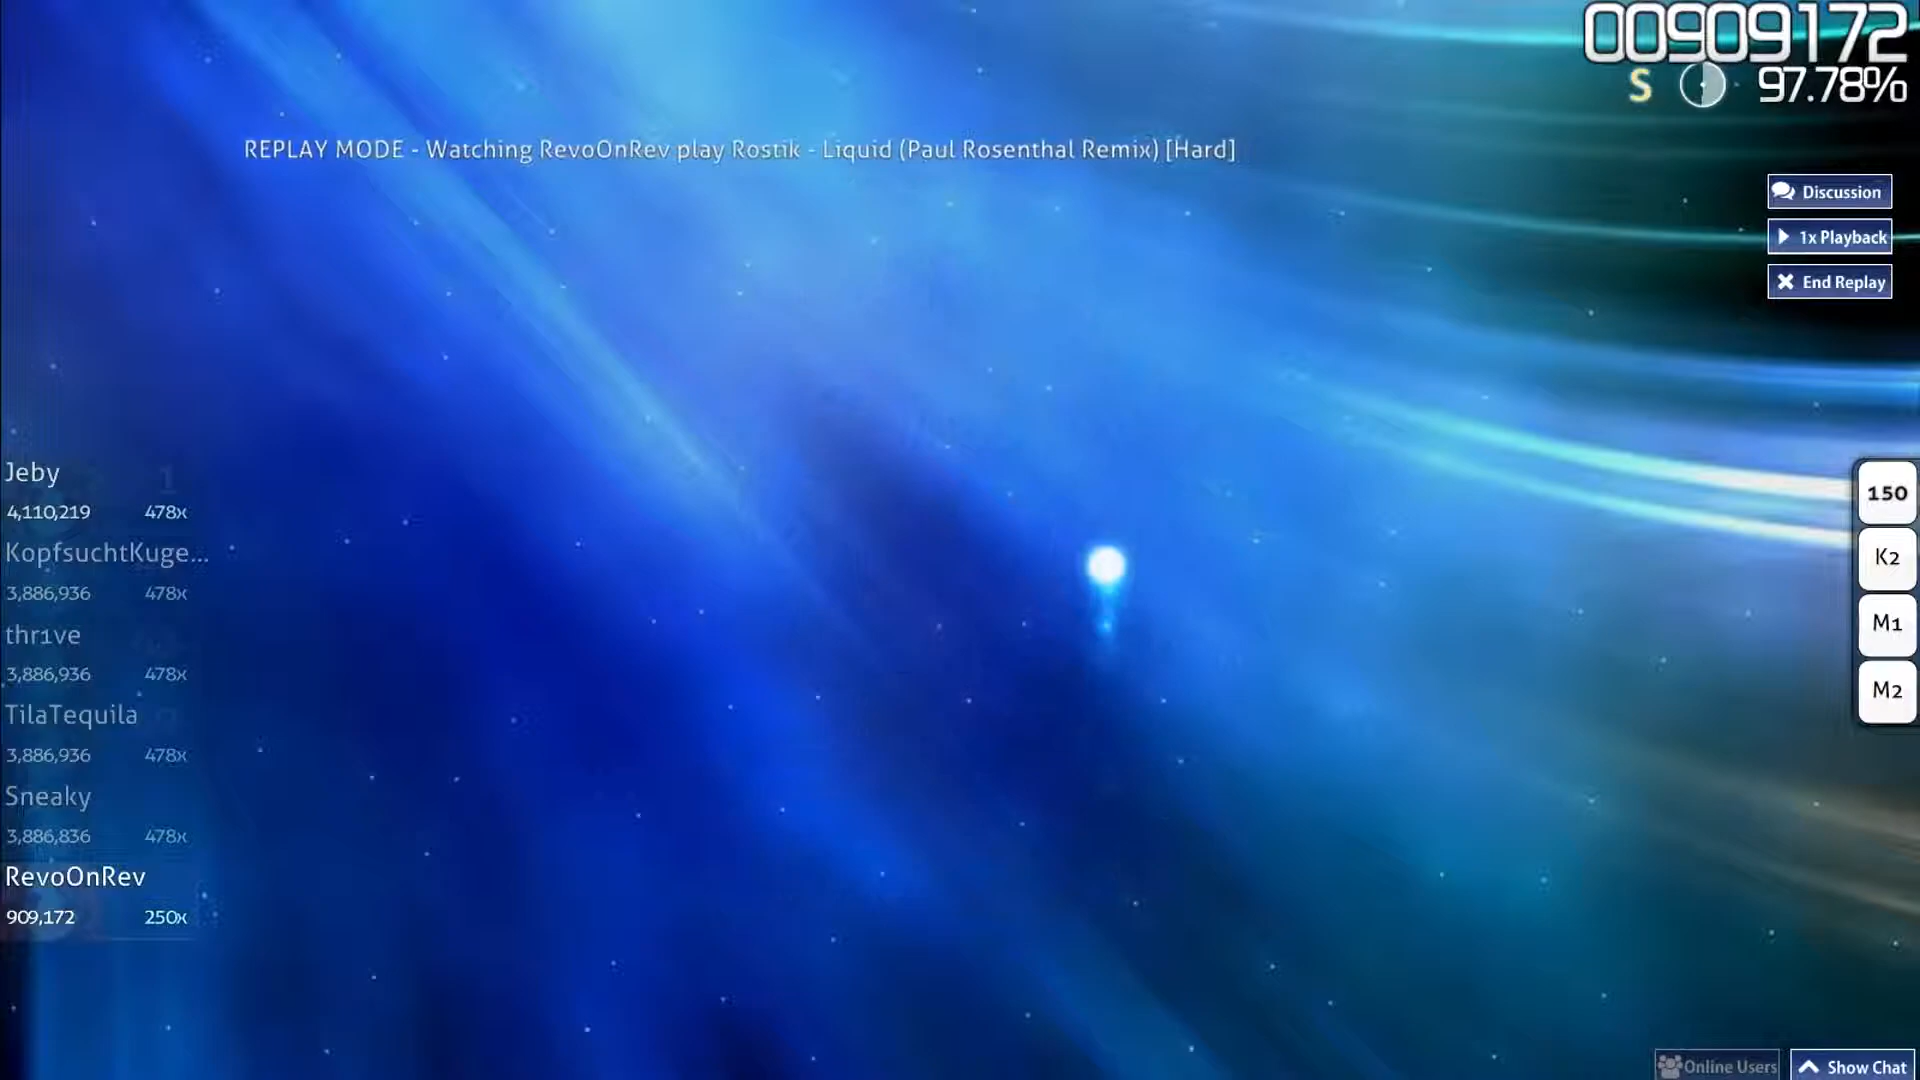 00909172
S 97.78%
REPLAY MODE - Watching RevoOnRev play Rostik - Liquid (Paul Rosenthal Remix) [Hard]
Discussion
1x Playback
End Replay
Jeby 1
4,110,219 478x
KopfsuchtKuge...
3,886,936 478x
thr1ve
3,886,936 478x
TilaTequila
3,886,936 478x
Sneaky
3,886,836 478x
RevoOnRev
909,172 250x
150
K2
M1
M2
Online Users
Show Chat